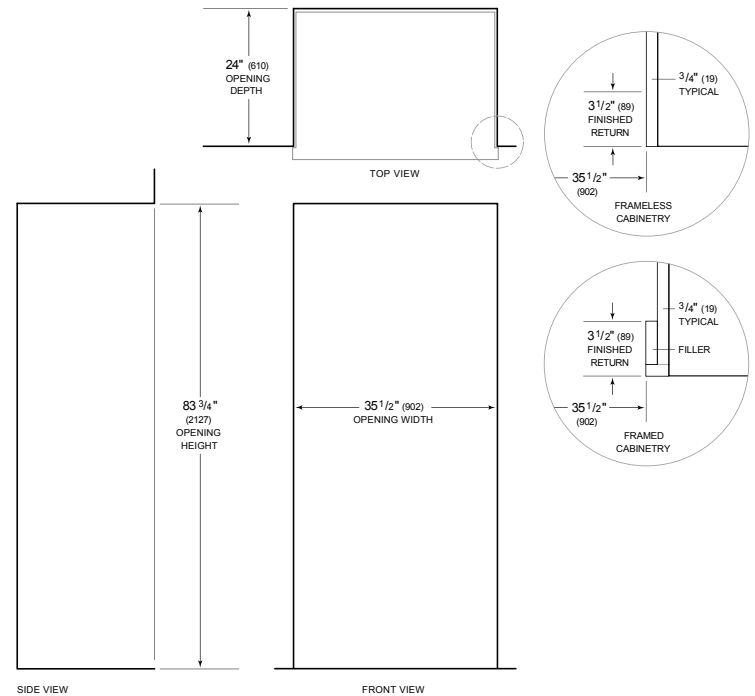 24" (610)
OPENING
DEPTH
TOP VIEW
3/4" (19)
TYPICAL
3 1/2" (89)
FINISHED
RETURN
35 1/2"
(902)
FRAMELESS
CABINETRY
3/4" (19)
TYPICAL
3 1/2" (89)
FINISHED
RETURN
FILLER
35 1/2"
(902)
FRAMED
CABINETRY
83 3/4"
(2127)
OPENING
HEIGHT
35 1/2" (902)
OPENING WIDTH
SIDE VIEW
FRONT VIEW